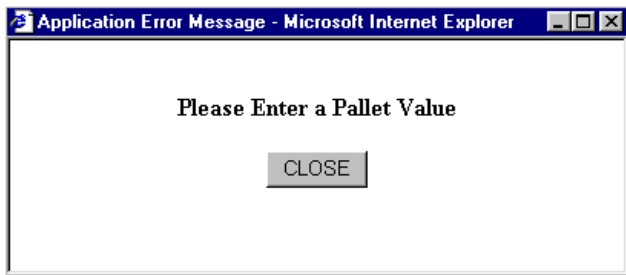 Application Error Message - Microsoft Internet Explorer
Please Enter a Pallet Value
CLOSE